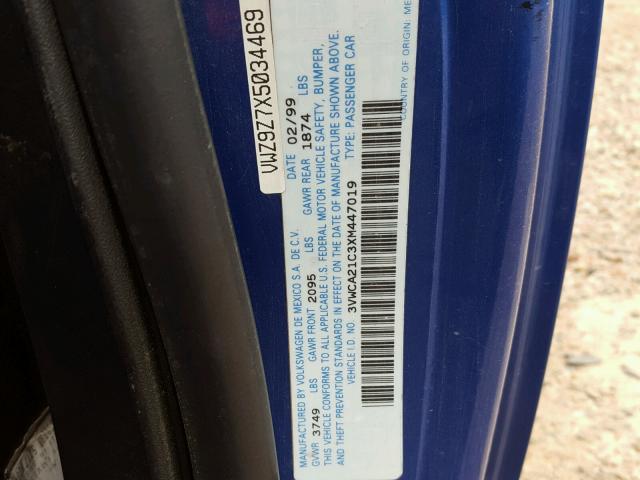 VWZ9Z7X5034469
MANUFACTURED BY VOLKSWAGEN DE MEXICO S.A. DE C.V. DATE 02/99
GVWR 3749 LBS GAWR FRONT 2095 LBS GAWR REAR 1874 LBS
THIS VEHICLE CONFORMS TO ALL APPLICABLE U.S. FEDERAL MOTOR VEHICLE SAFETY, BUMPER,
AND THEFT PREVENTION STANDARDS IN EFFECT ON THE DATE OF MANUFACTURE SHOWN ABOVE.
VEHICLE I.D. NO. 3VWCA21C3XM447019 TYPE: PASSENGER CAR
COUNTRY OF ORIGIN: